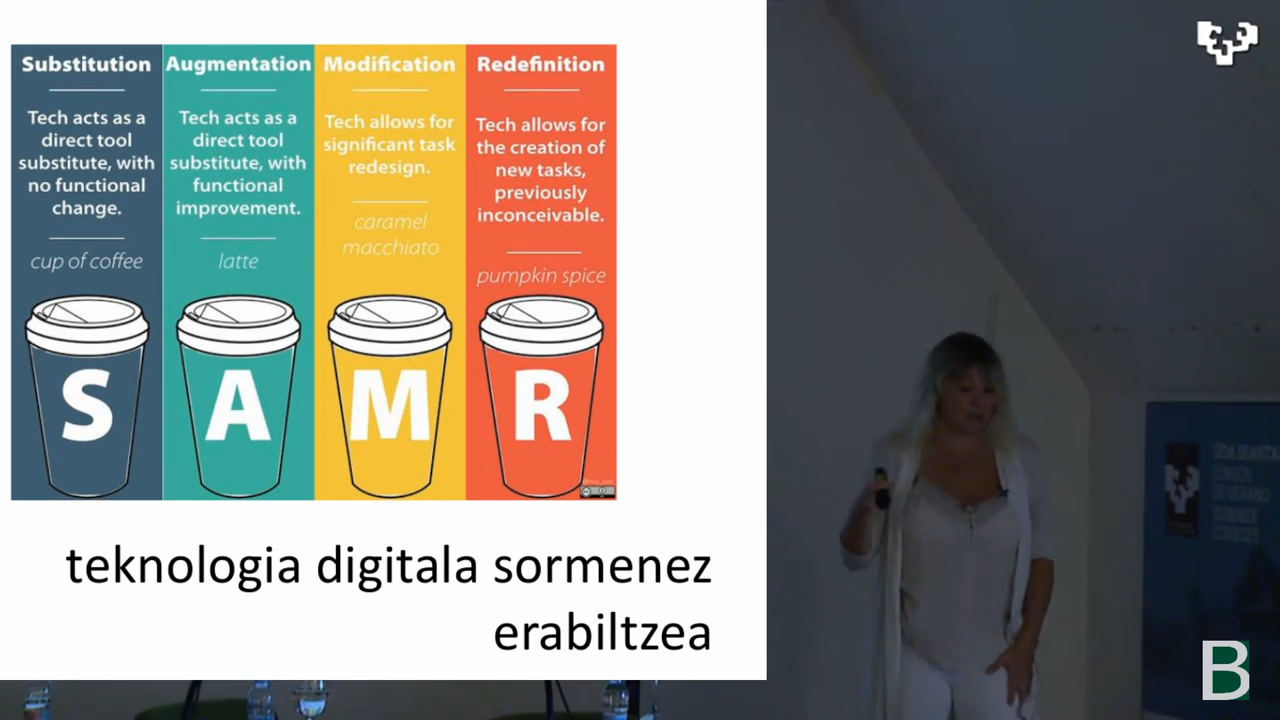 Substitution
Tech acts as a
direct tool
substitute, with
no functional
change.
cup of coffee
S
Augmentation
Tech acts as a
direct tool
substitute, with
functional
improvement.
latte
A
Modification
Tech allows for
significant task
redesign.
caramel
macchiato
M
Redefinition
Tech allows for
the creation of
new tasks,
previously
inconceivable.
pumpkin spice
R
teknologia digitala sormenez
erabiltzea
B